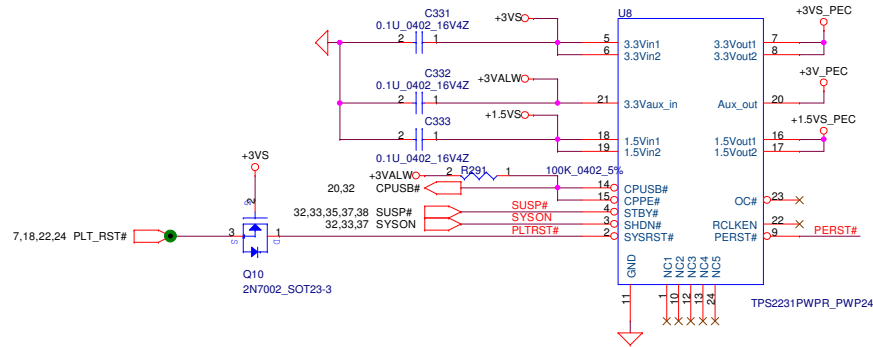 U8
C331
0.1U_0402_16V4Z
+3VS
+3VS_PEC
2 1
5 3.3Vin1 3.3Vout1 7
6 3.3Vin2 3.3Vout2 8
C332
0.1U_0402_16V4Z
+3VALW
+3V_PEC
2 1
21 3.3Vaux_in Aux_out 20
C333
+1.5VS
+1.5VS_PEC
2 1
18 1.5Vin1 1.5Vout1 16
19 1.5Vin2 1.5Vout2 17
0.1U_0402_16V4Z
+3VALW 2 R291 1 100K_0402_5%
20,32 CPUSB#
14 CPUSB#
15 CPPE# OC# 23
32,33,35,37,38 SUSP# SUSP# 4 STBY#
32,33,37 SYSON SYSON 3 SHDN# RCLKEN 22
PLTRST# 2 SYSRST# PERST# 9 PERST#
+3VS
G
2
7,18,22,24 PLT_RST# 3 S D 1
Q10
2N7002_SOT23-3
GND NC1 NC2 NC3 NC4 NC5
11 1 10 12 13 24
TPS2231PWPR_PWP24